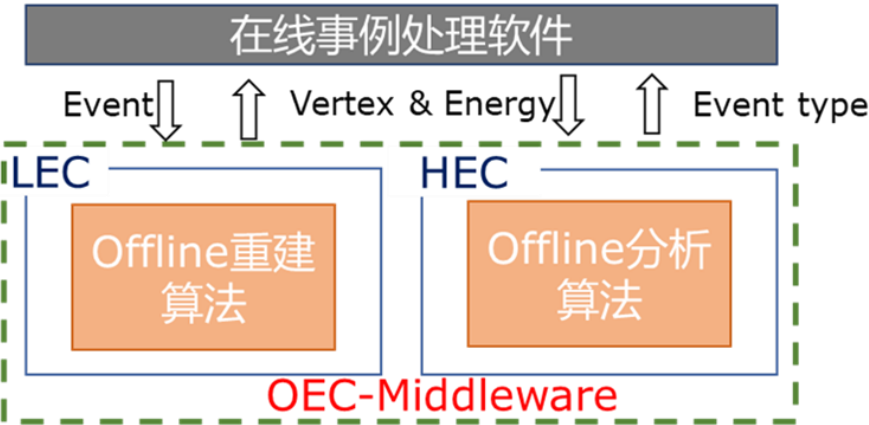 在线事例处理软件
Event
Vertex & Energy
Event type
LEC
HEC
Offline重建
算法
Offline分析
算法
OEC-Middleware